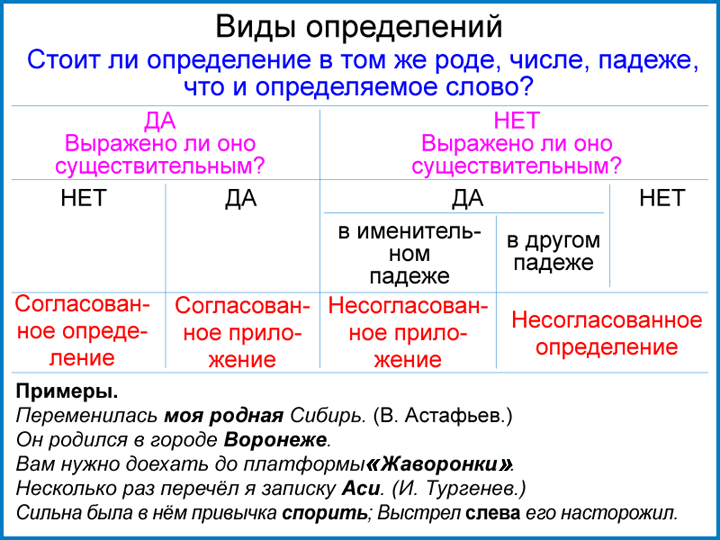 Виды определений
Стоит ли определение в том же роде, числе, падеже,
что и определяемое слово?
ДА
Выражено ли оно
существительным?
НЕТ
Выражено ли оно
существительным?
НЕТ
ДА
ДА
НЕТ
в именитель-
ном
падеже
в другом
падеже
Согласован-
ное опреде-
ление
Согласован-
ное прило-
жение
Несогласован-
ное прило-
жение
Несогласованное
определение
Примеры.
Переменилась моя родная Сибирь. (В. Астафьев.)
Он родился в городе Воронеже.
Вам нужно доехать до платформы «Жаворонки».
Несколько раз перечёл я записку Аси. (И. Тургенев.)
Сильна была в нём привычка спорить; Выстрел слева его насторожил.